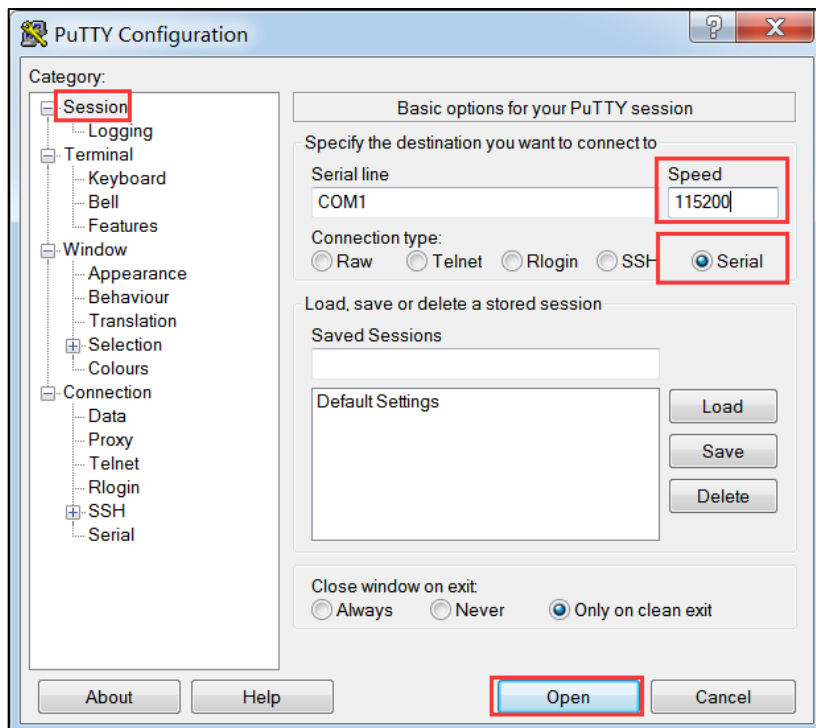 PuTTY Configuration
Category:
Session
Logging
Terminal
Keyboard
Bell
Features
Window
Appearance
Behaviour
Translation
Selection
Colours
Connection
Data
Proxy
Telnet
Rlogin
SSH
Serial
Basic options for your PuTTY session
Specify the destination you want to connect to
Serial line Speed
COM1 115200
Connection type:
Raw Telnet Rlogin SSH Serial
Load, save or delete a stored session
Saved Sessions
Default Settings
Load
Save
Delete
Close window on exit:
Always Never Only on clean exit
About Help Open Cancel